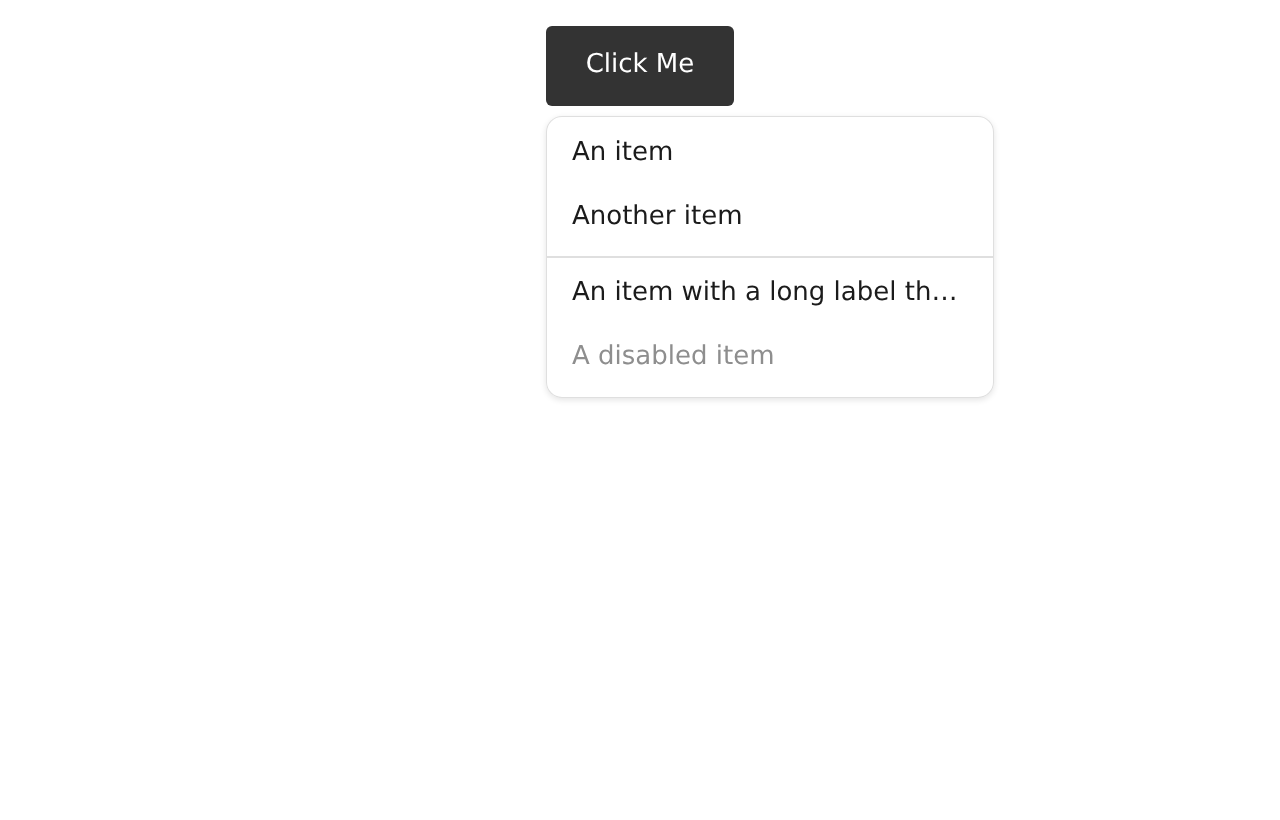 Click Me
An item
Another item
An item with a long label th…
A disabled item